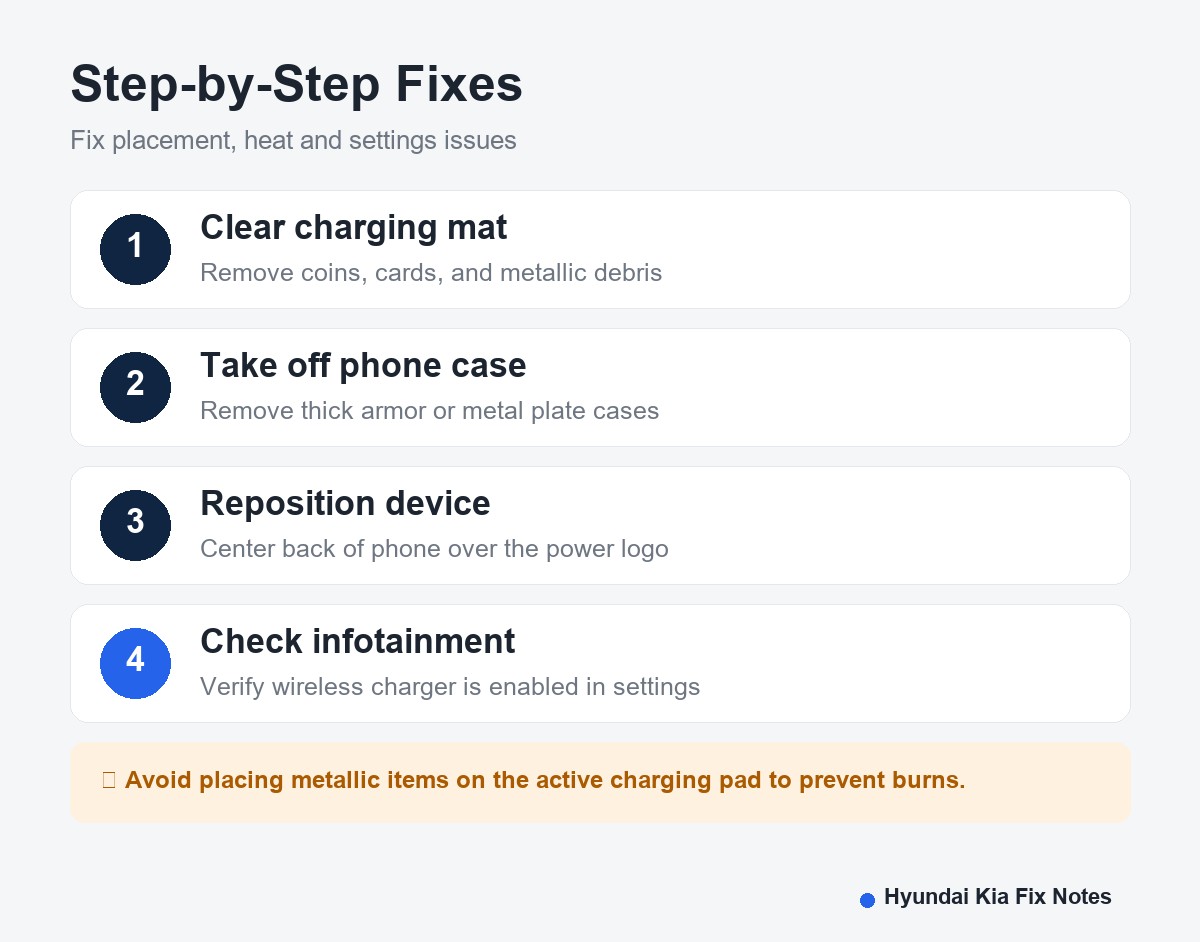 Step-by-Step Fixes
Fix placement, heat and settings issues
1
Clear charging mat
Remove coins, cards, and metallic debris
2
Take off phone case
Remove thick armor or metal plate cases
3
Reposition device
Center back of phone over the power logo
4
Check infotainment
Verify wireless charger is enabled in settings
Avoid placing metallic items on the active charging pad to prevent burns.
Hyundai Kia Fix Notes